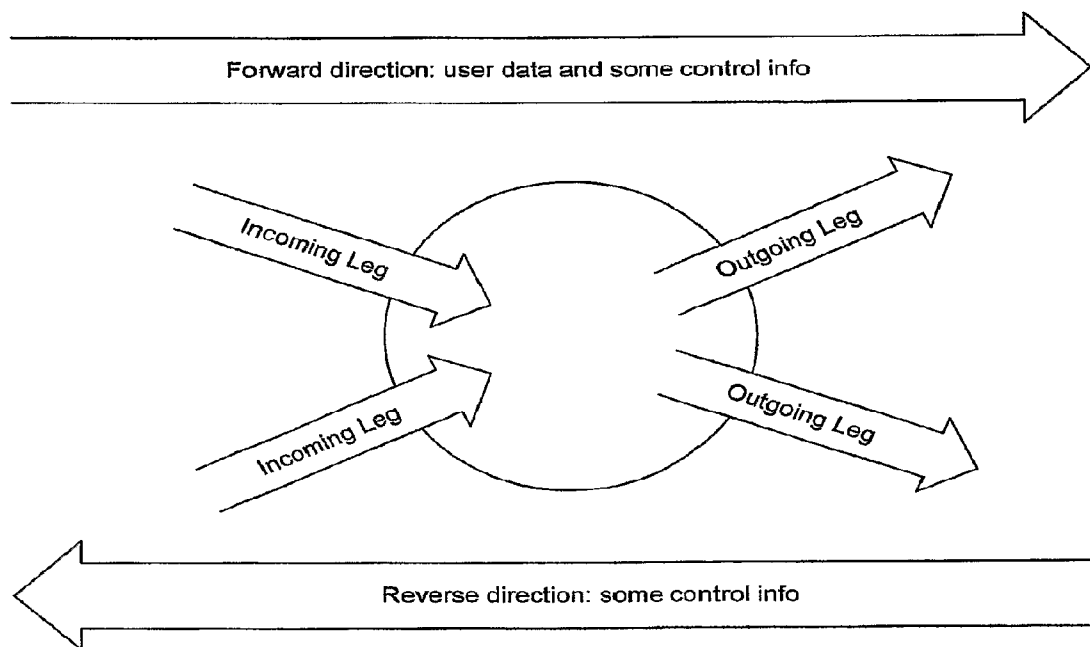 Forward direction: user data and some control info
Incoming Leg
Outgoing Leg
Incoming Leg
Outgoing Leg
Reverse direction: some control info